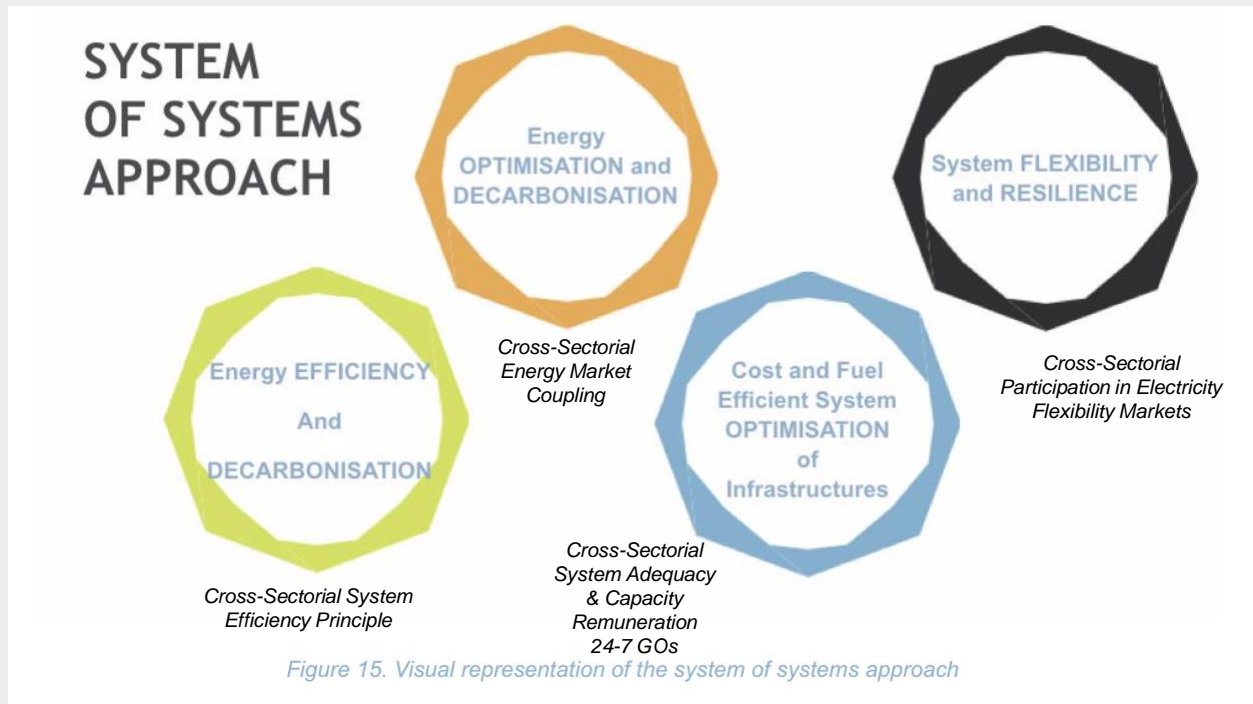 SYSTEM
OF SYSTEMS
APPROACH
Energy
OPTIMISATION and
DECARBONISATION
Cross-Sectorial
Energy Market
Coupling
System FLEXIBILITY
and RESILIENCE
Cross-Sectorial
Participation in Electricity
Flexibility Markets
Energy EFFICIENCY
And
DECARBONISATION
Cross-Sectorial System
Efficiency Principle
Cost and Fuel
Efficient System
OPTIMISATION
of
Infrastructures
Cross-Sectorial
System Adequacy
& Capacity
Remuneration
24-7 GOs
Figure 15. Visual representation of the system of systems approach